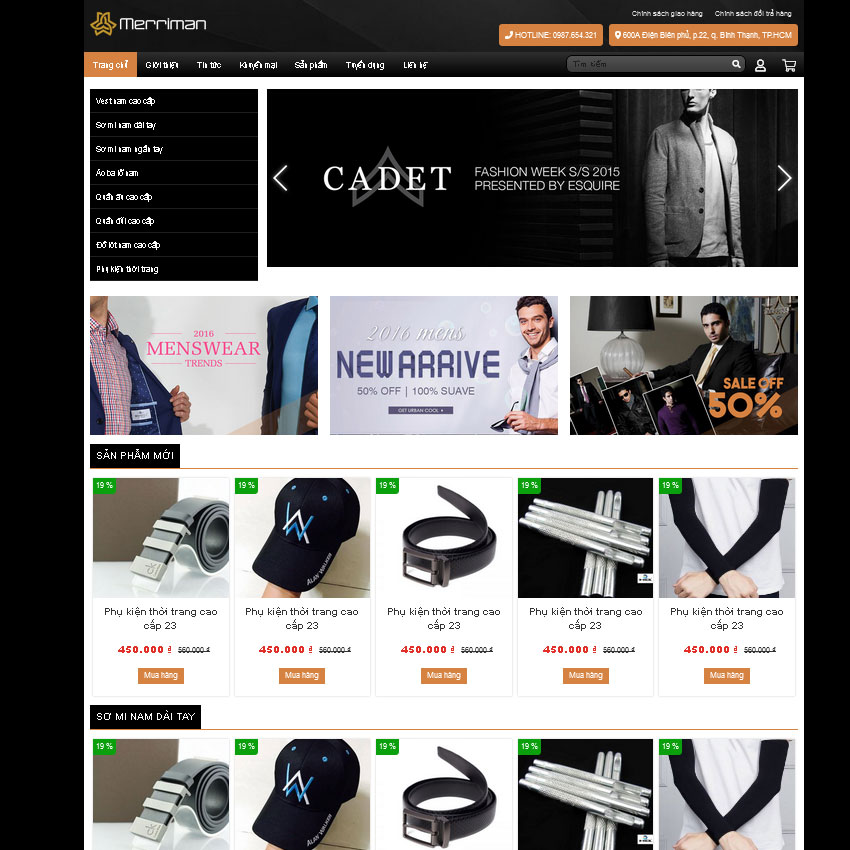 Merriman
Chính sách giao hàng Chính sách đổi trả hàng
HOTLINE: 0987.654.321 500A Điện Biên phủ, p.22, q. Bình Thạnh, TP.HCM
Trang chủ Giới thiệu Tin tức Khuyến mại Sản phẩm Tuyển dụng Liên hệ
Tìm kiếm
Vest nam cao cấp
Sơ mi nam dài tay
Sơ mi nam ngắn tay
Áo ba lỗ nam
Quần âu cao cấp
Quần đùi cao cấp
Đồ lót nam cao cấp
Phụ kiện thời trang
CADET
FASHION WEEK S/S 2015
PRESENTED BY ESQUIRE
2016
MENSWEAR
TRENDS
2016 mens
NEW ARRIVE
50% OFF | 100% SUAVE
GET URBAN COOL
SALE OFF
50%
SẢN PHẨM MỚI
19 % 19 % 19 % 19 % 19 %
ALAN WALKER
Phụ kiện thời trang cao cấp 23
450.000 ₫ 560.000 ₫
Mua hàng
Phụ kiện thời trang cao cấp 23
450.000 ₫ 560.000 ₫
Mua hàng
Phụ kiện thời trang cao cấp 23
450.000 ₫ 560.000 ₫
Mua hàng
Phụ kiện thời trang cao cấp 23
450.000 ₫ 560.000 ₫
Mua hàng
Phụ kiện thời trang cao cấp 23
450.000 ₫ 560.000 ₫
Mua hàng
SƠ MI NAM DÀI TAY
19 % 19 % 19 % 19 % 19 %
ALAN WALKER